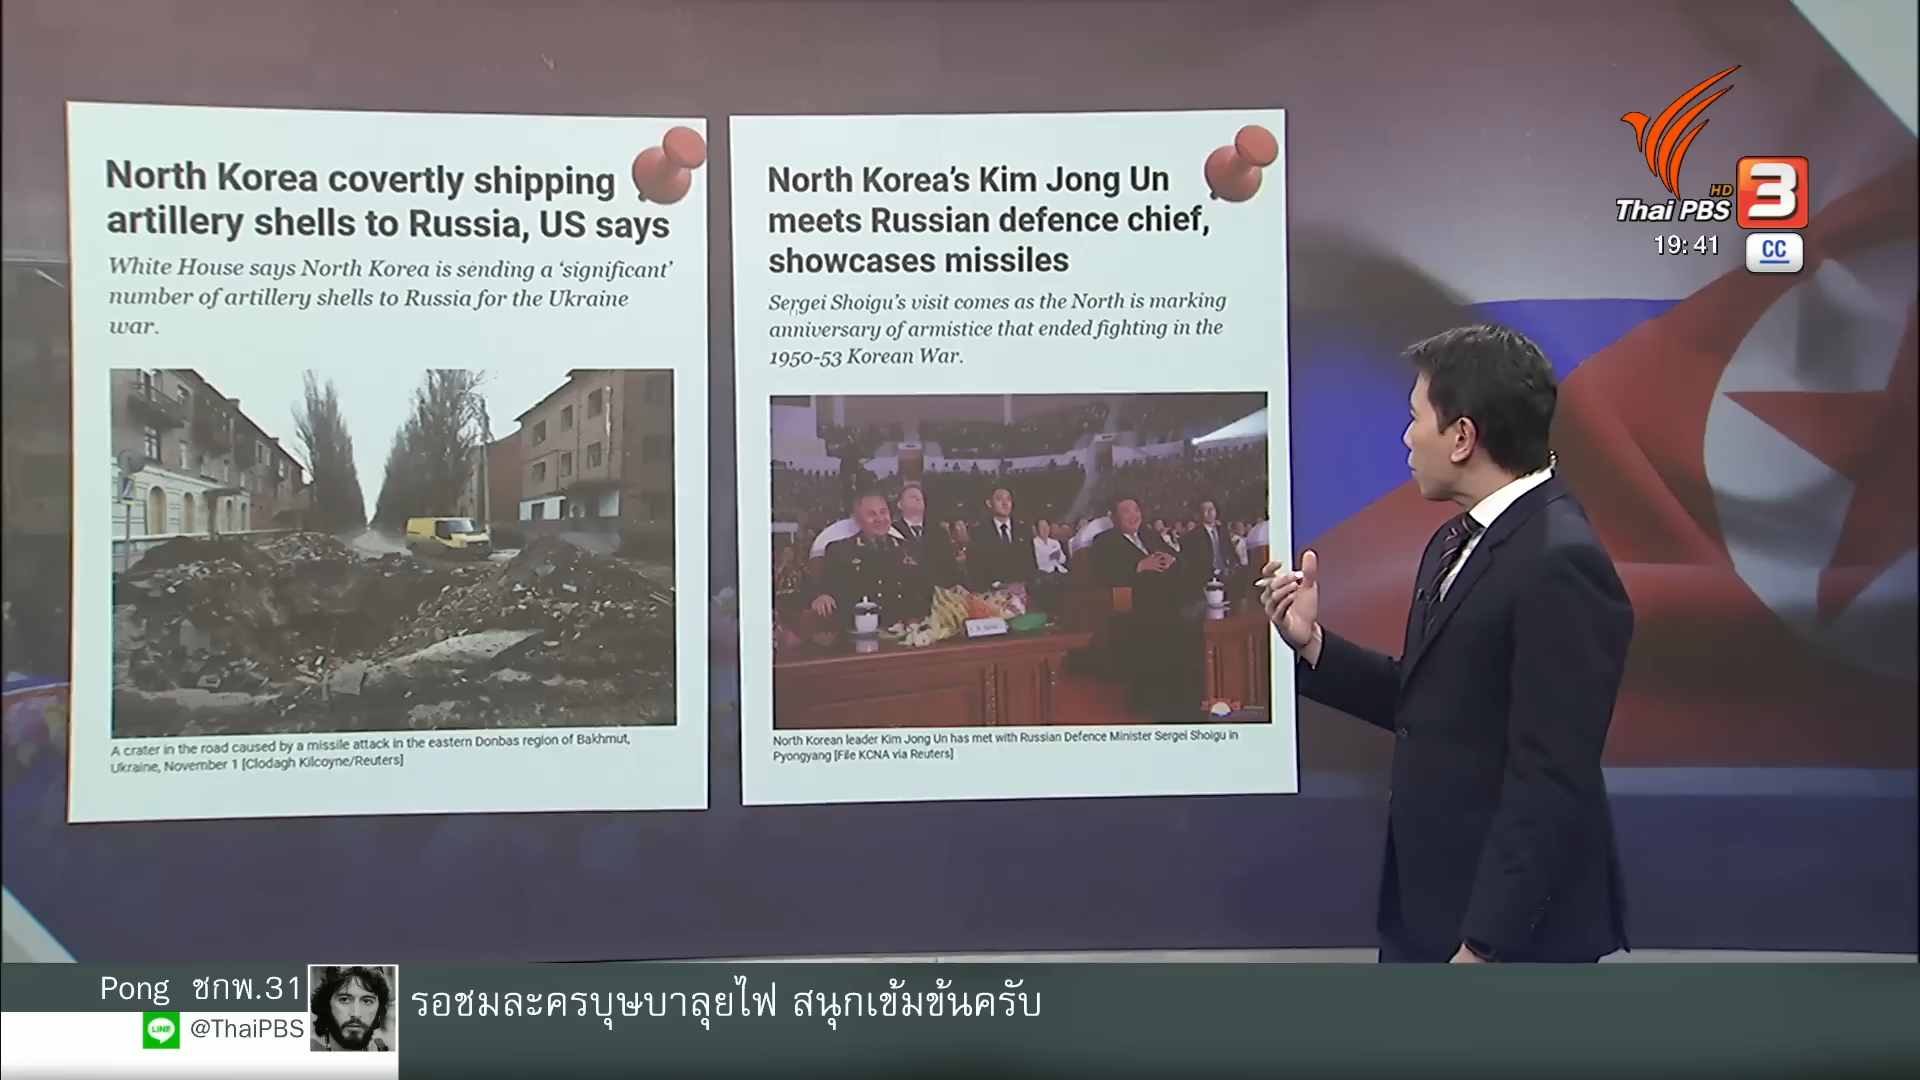 North Korea covertly shipping
artillery shells to Russia, US says
White House says North Korea is sending a ‘significant’
number of artillery shells to Russia for the Ukraine
war.
A crater in the road caused by a missile attack in the eastern Donbas region of Bakhmut,
Ukraine, November 1 [Clodagh Kilcoyne/Reuters]
North Korea’s Kim Jong Un
meets Russian defence chief,
showcases missiles
Sergei Shoigu’s visit comes as the North is marking
anniversary of armistice that ended fighting in the
1950-53 Korean War.
North Korean leader Kim Jong Un has met with Russian Defence Minister Sergei Shoigu in
Pyongyang [File KCNA via Reuters]
HD
Thai PBS 3
19:41
CC
Pong ชกพ.31
LINE @ThaiPBS
รอชมละครบุษบาลุยไฟ สนุกเข้มข้นครับ